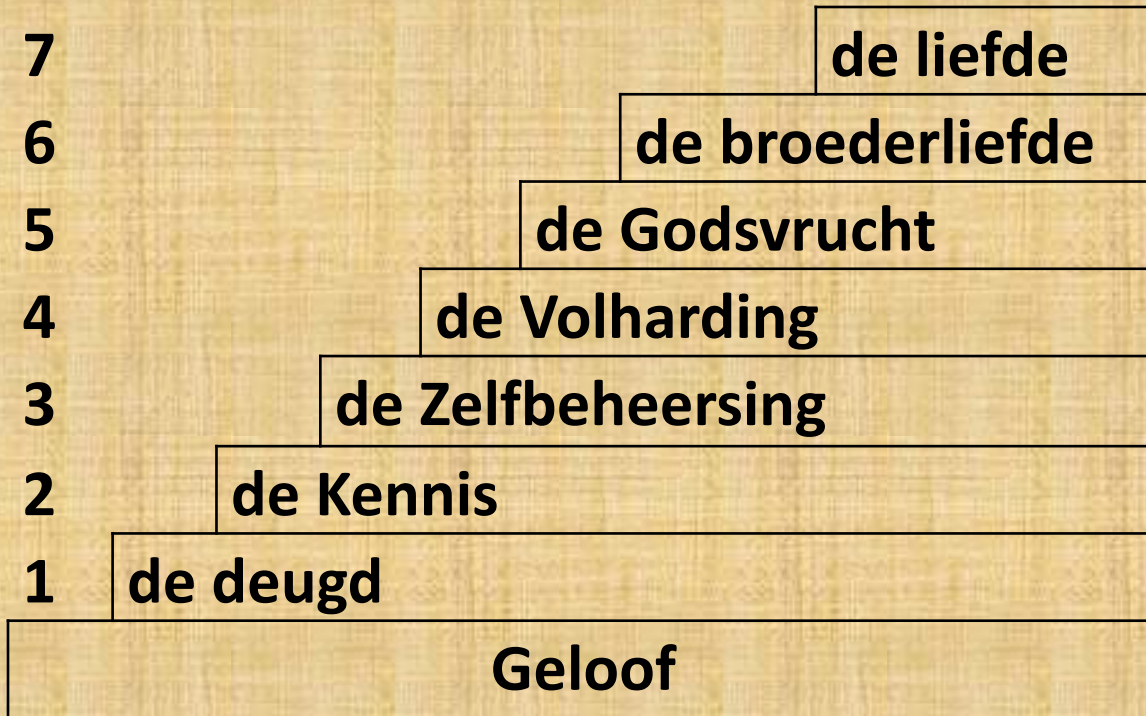 7 de liefde
6 de broederliefde
5 de Godsvrucht
4 de Volharding
3 de Zelfbeheersing
2 de Kennis
1 de deugd
Geloof